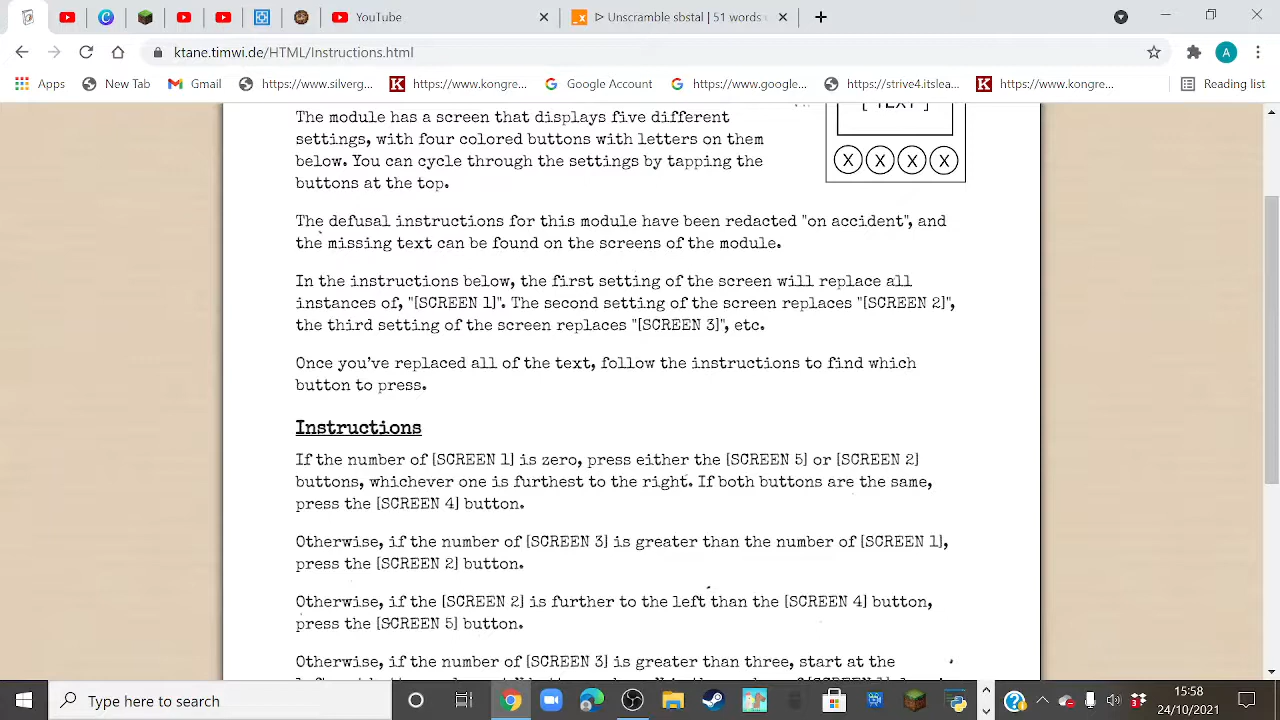 YouTube
Unscramble sbstal | 51 words
ktane.timwi.de/HTML/Instructions.html
A
Apps
New Tab
Gmail
https://www.silverg...
https://www.kongre...
Google Account
https://www.google...
https://strive4.itslea...
https://www.kongre...
Reading list
The module has a screen that displays five different
settings, with four colored buttons with letters on them
below. You can cycle through the settings by tapping the
buttons at the top.
[ TEXT ]
X X X X
The defusal instructions for this module have been redacted "on accident", and
the missing text can be found on the screens of the module.
In the instructions below, the first setting of the screen will replace all
instances of, "[SCREEN 1]". The second setting of the screen replaces "[SCREEN 2]",
the third setting of the screen replaces "[SCREEN 3]", etc.
Once you've replaced all of the text, follow the instructions to find which
button to press.
Instructions
If the number of [SCREEN 1] is zero, press either the [SCREEN 5] or [SCREEN 2]
buttons, whichever one is furthest to the right. If both buttons are the same,
press the [SCREEN 4] button.
Otherwise, if the number of [SCREEN 3] is greater than the number of [SCREEN 1],
press the [SCREEN 2] button.
Otherwise, if the [SCREEN 2] is further to the left than the [SCREEN 4] button,
press the [SCREEN 5] button.
Otherwise, if the number of [SCREEN 3] is greater than three, start at the
Type here to search
15:58
24/10/2021